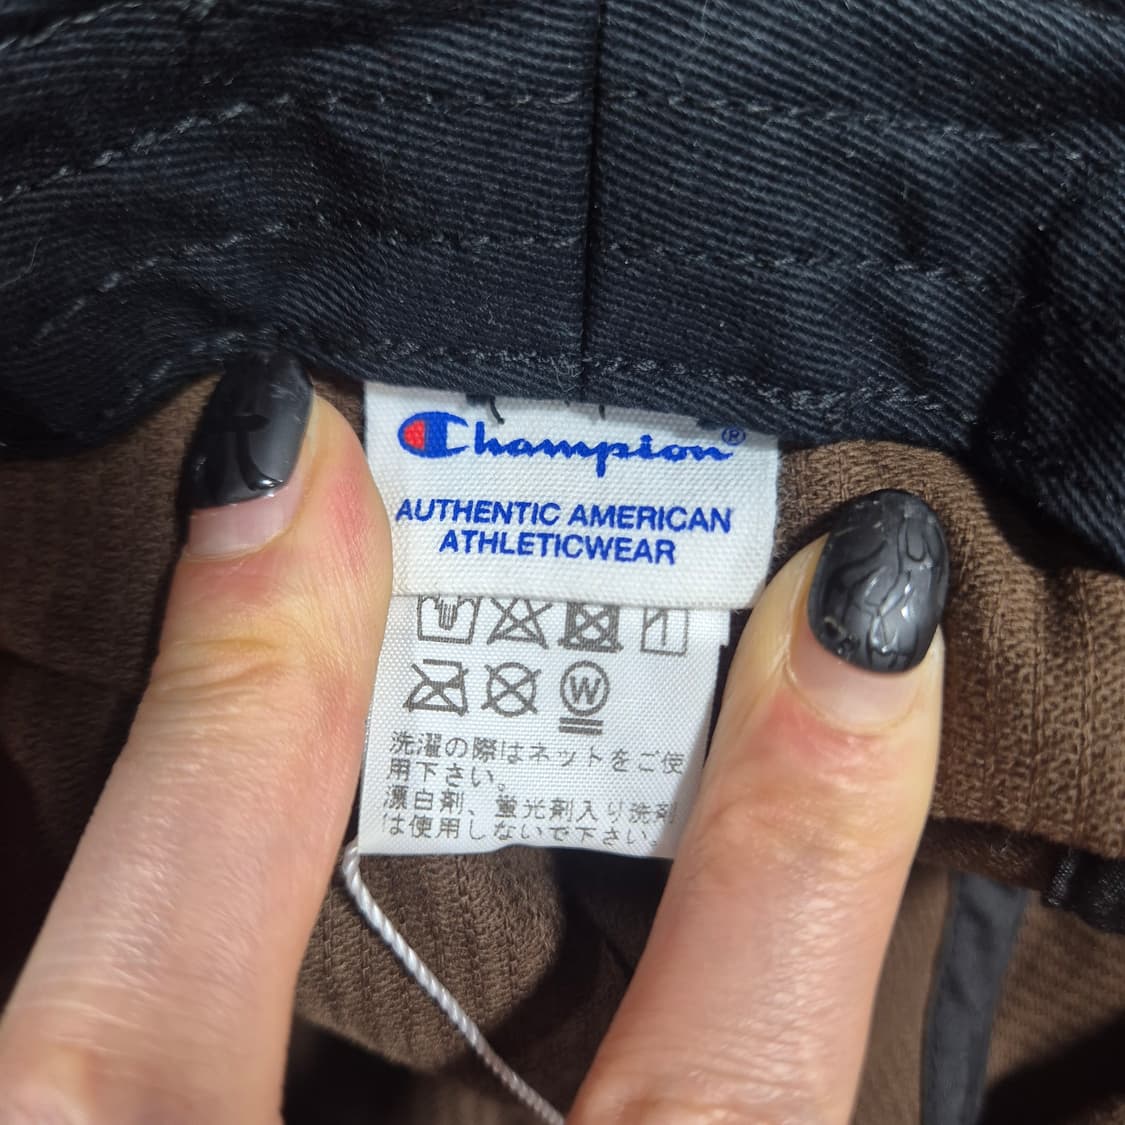 Champion®
AUTHENTIC AMERICAN
ATHLETICWEAR
W
洗濯の際はネットをご使
用下さい。
漂白剤、蛍光剤入り洗剤
は使用しないで下さい。